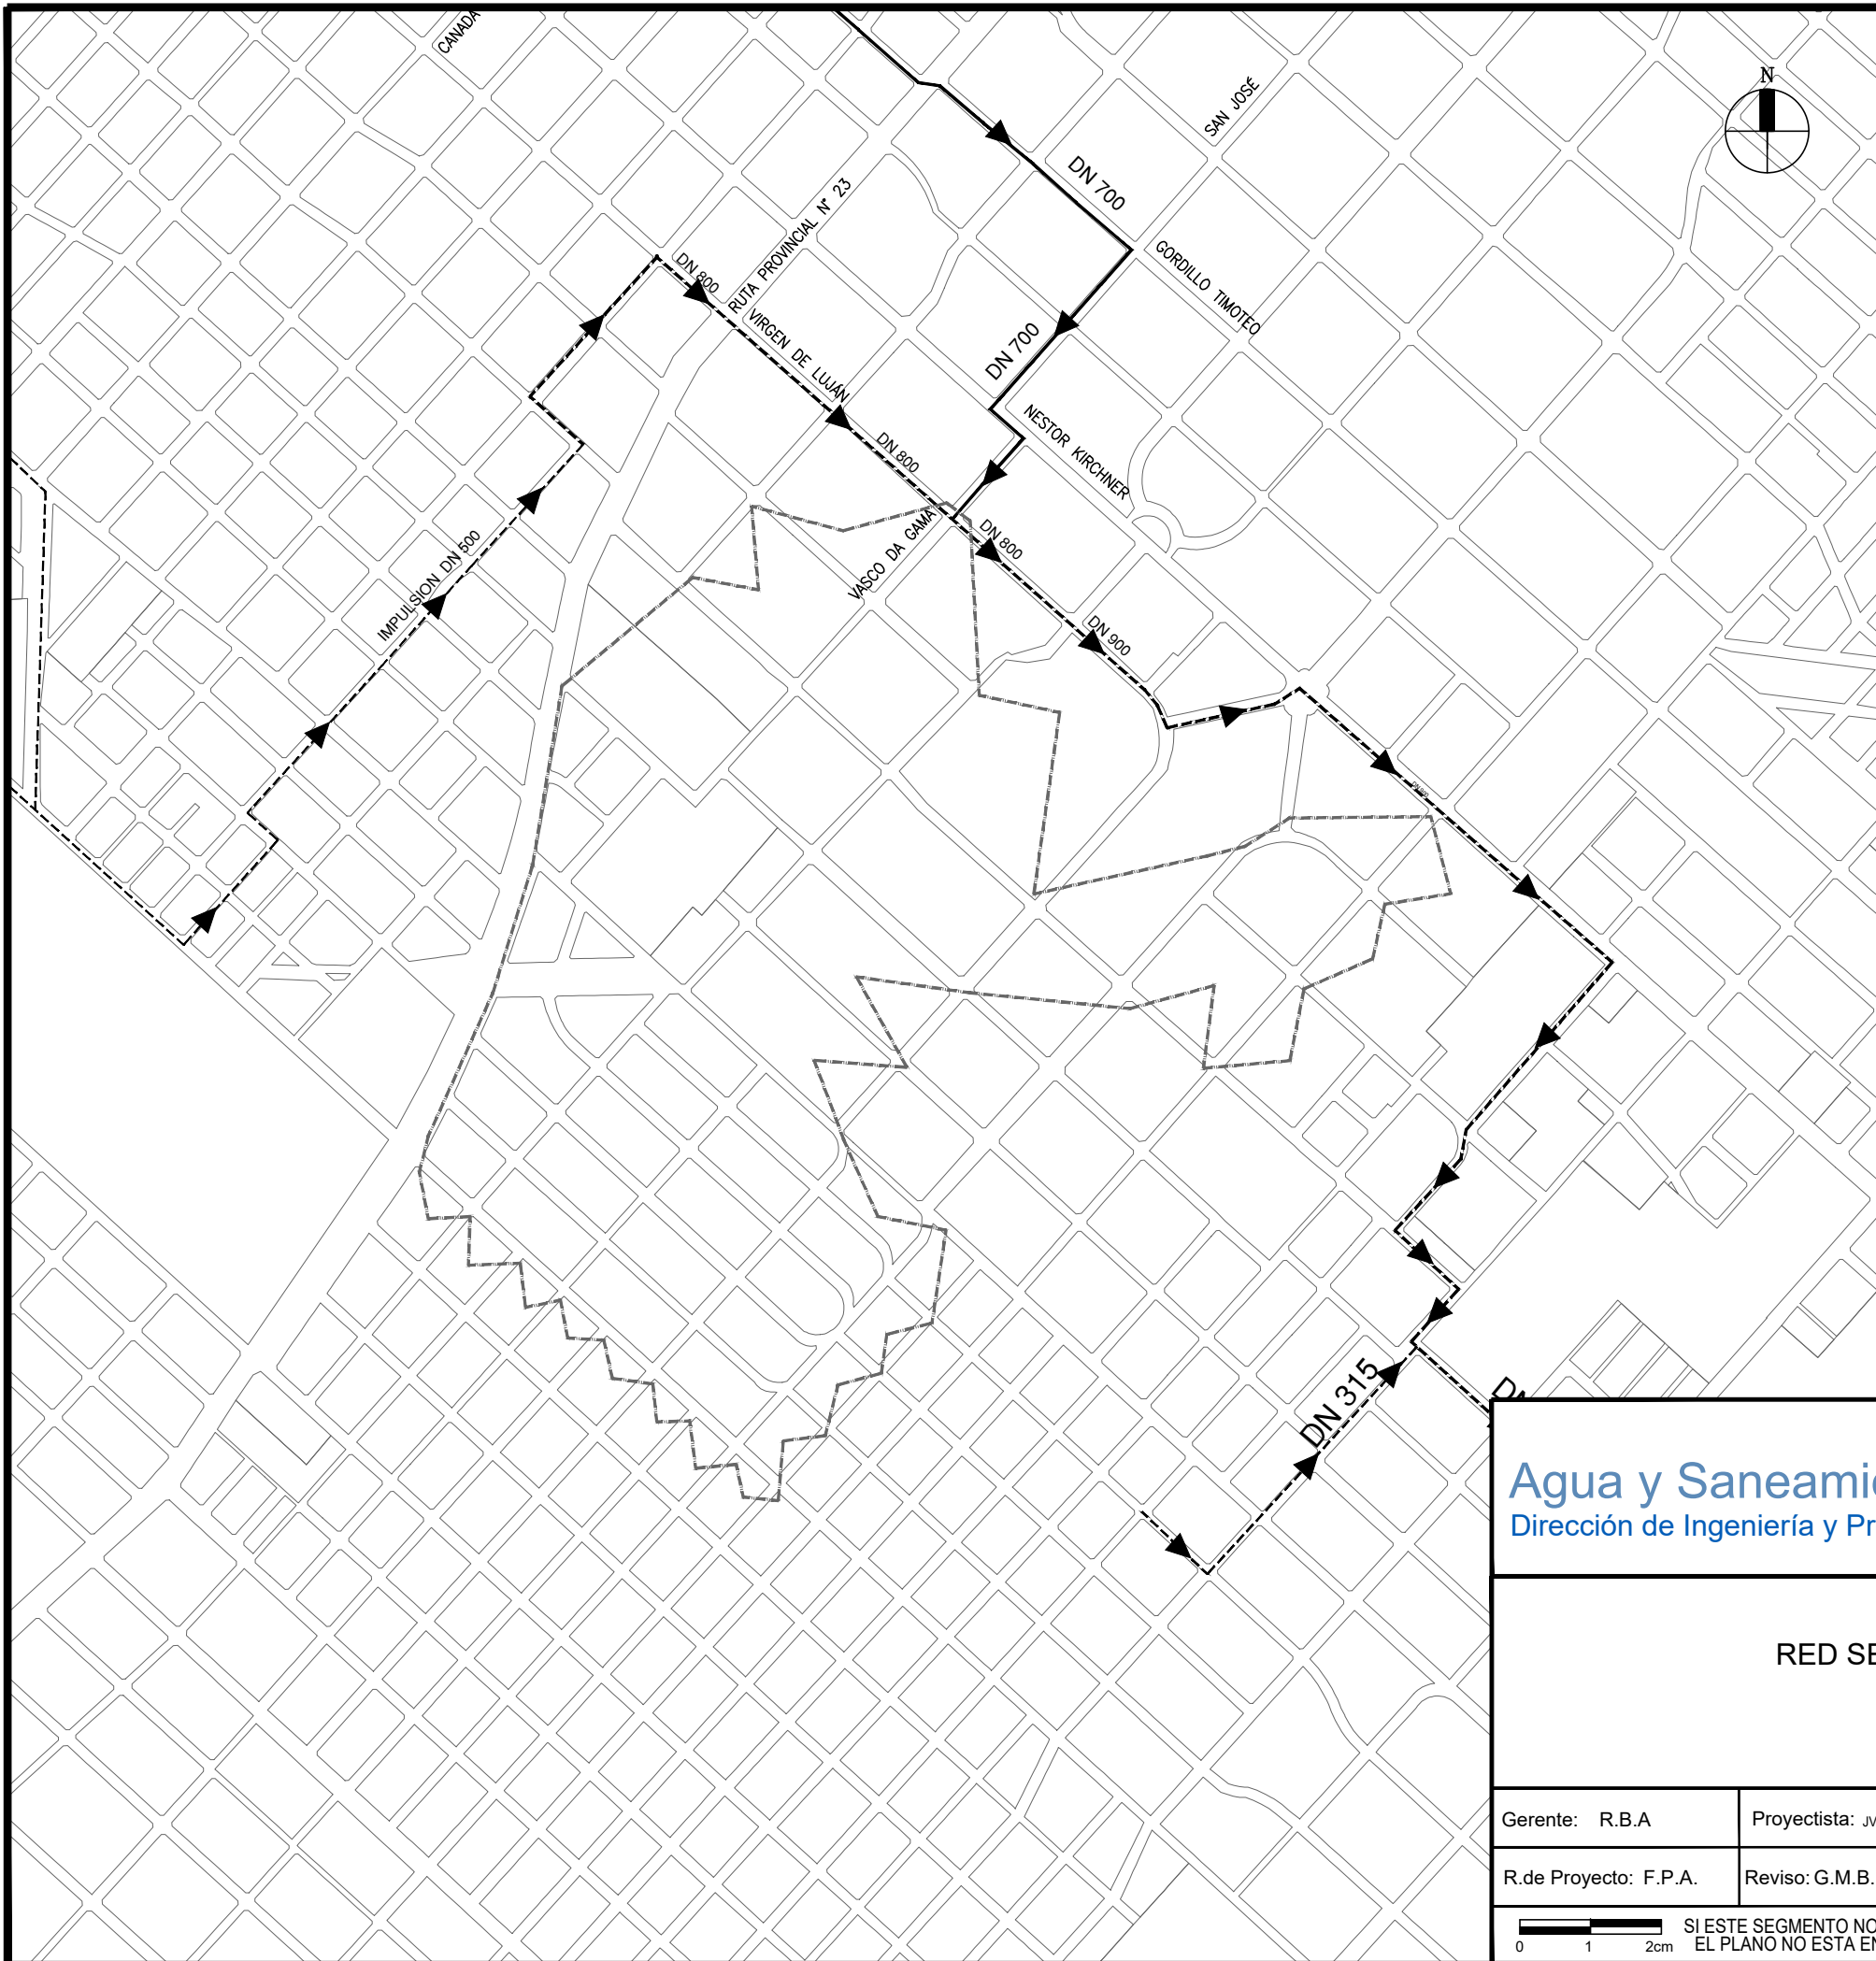 CANADA
N
SAN JOSÉ
DN 700
RUTA PROVINCIAL N° 23
GORDILLO TIMOTEO
DN 800
VIRGEN DE LUJÁN
DN 700
NESTOR KIRCHNER
DN 800
IMPULSION DN 500
VASCO DA GAMA
DN 800
DN 900
DN 315
Agua y Saneami
Dirección de Ingeniería y Pr
RED SE
Gerente: R.B.A
Proyectista: JV
R.de Proyecto: F.P.A.
Reviso: G.M.B.
0 1 2cm
SI ESTE SEGMENTO NO
EL PLANO NO ESTA EN